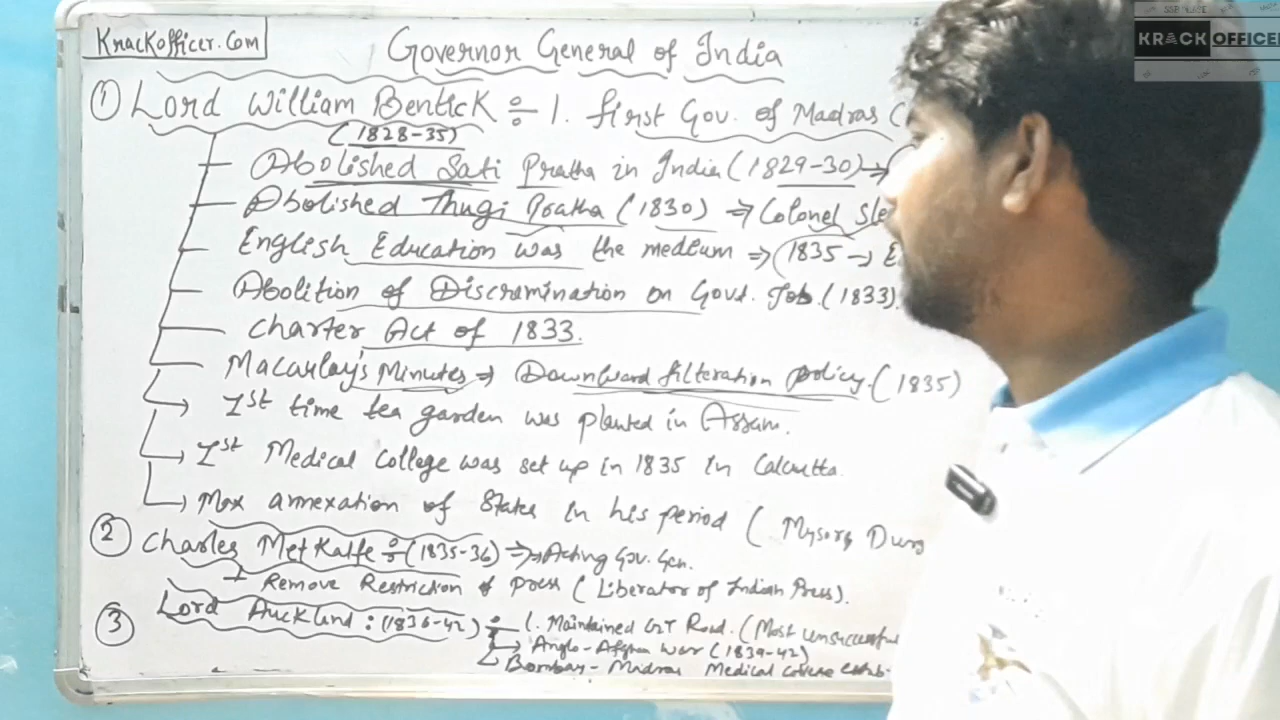 Krackofficer.Com
KRACK OFFICER
Governor General of India
① Lord William Bentick ÷ 1. first Gov. of Madras (
(1828-35)
Abolished Sati Pratha in India (1829-30) →
Abolished Thugi Pratha (1830) ⇒ Colonel Sle
English Education was the medium ⇒ (1835 → E
Abolition of Discramination on Govt. Job. (1833).
Charter Act of 1833.
Macaulay's Minutes ⇒ Downward filteration policy. (1835)
→ 1st time tea garden was planted in Assam.
→ 1st Medical College was set up in 1835 in Calcutta.
→ Max annexation of States in his period ( Mysore,
② Charles Metkalfe ÷ (1835-36) ⇒ Acting Gov. Gen.
Remove Restriction of press ( Liberator of Indian Press).
③ Lord Auckland : (1836-42) ÷ 1. Maintained G.T Road. (Most unsuccessful
→ Anglo-Afghan War (1839-42)
Bombay - Madras Medical College estab-